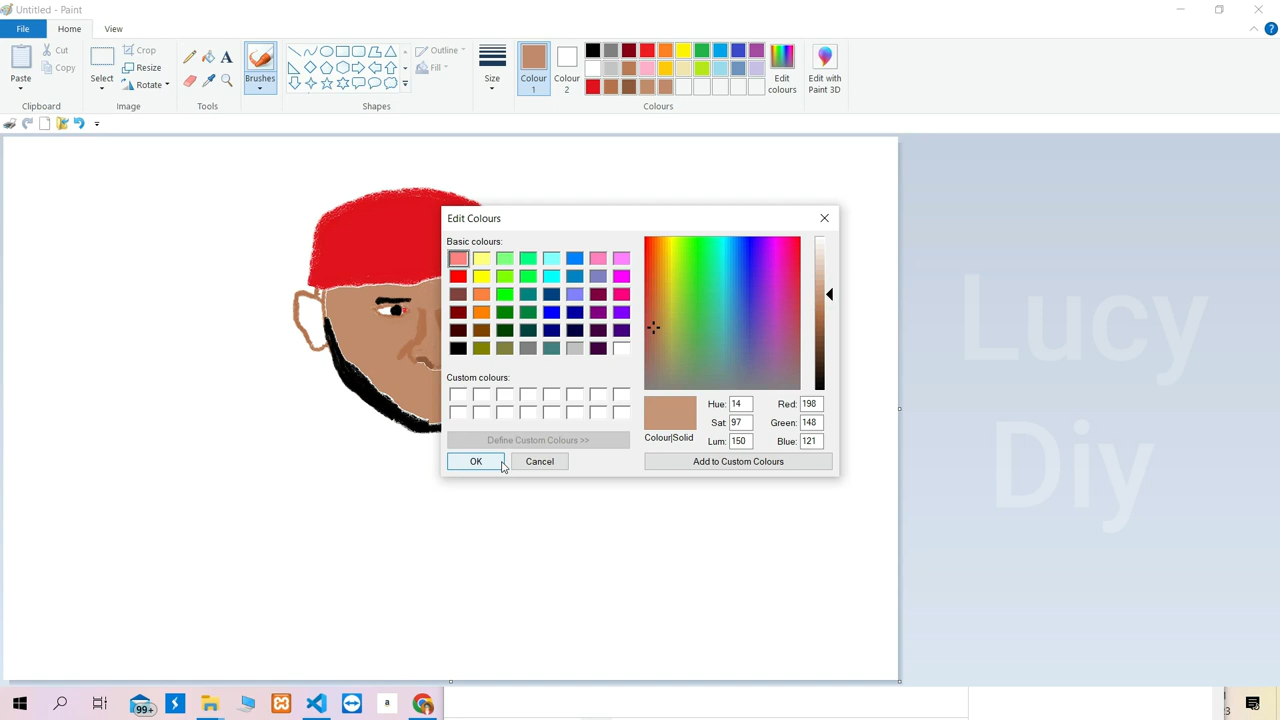 Untitled - Paint
File
Home
View
Paste
Cut
Copy
Clipboard
Select
Crop
Resize
Rotate
Image
Tools
Brushes
Shapes
Outline
Fill
Size
Colour
1
Colour
2
Edit
colours
Edit with
Paint 3D
Colours
Edit Colours
Basic colours:
Custom colours:
Define Custom Colours >>
OK
Cancel
Colour|Solid
Hue: 14
Sat: 97
Lum: 150
Red: 198
Green: 148
Blue: 121
Add to Custom Colours
Lucy
Diy
99+
a
3